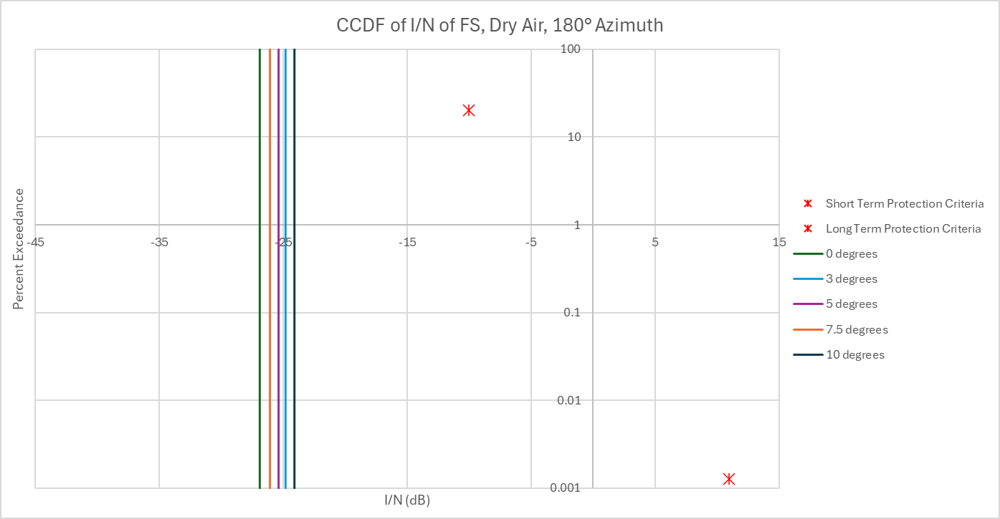 CCDF of I/N of FS, Dry Air, 180° Azimuth
100
10
1
-45
-35
-25
-15
-5
5
15
0.1
0.01
0.001
Percent Exceedance
I/N (dB)
Short Term Protection Criteria
Long Term Protection Criteria
0 degrees
3 degrees
5 degrees
7.5 degrees
10 degrees